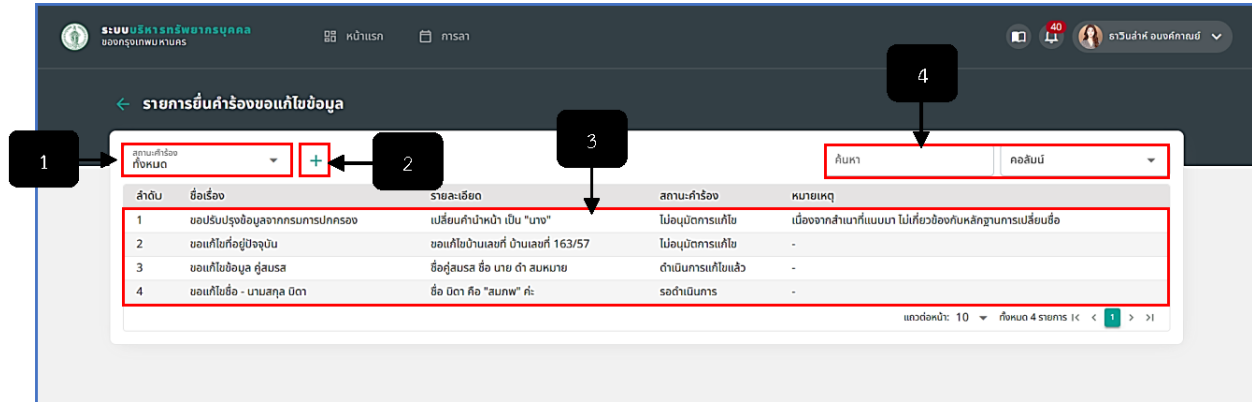 ระบบบริหารทรัพยากรบุคคล
ของกรุงเทพมหานคร
หน้าแรก
การลา
40
ธาวินล่าห์ อนงค์กาณย์
4
รายการยื่นคำร้องขอแก้ไขข้อมูล
1
สถานะคำร้อง
ทั้งหมด
+
2
3
ค้นหา
คอลัมน์
ลำดับ ชื่อเรื่อง รายละเอียด สถานะคำร้อง หมายเหตุ
1 ขอปรับปรุงข้อมูลจากกรมการปกครอง เปลี่ยนคำนำหน้า เป็น "นาง" ไม่อนุมัติการแก้ไข เนื่องจากสำเนาที่แนบมา ไม่เกี่ยวข้องกับหลักฐานการเปลี่ยนชื่อ
2 ขอแก้ไขที่อยู่ปัจจุบัน ขอแก้ไขบ้านเลขที่ บ้านเลขที่ 163/57 ไม่อนุมัติการแก้ไข -
3 ขอแก้ไขข้อมูล คู่สมรส ชื่อคู่สมรส ชื่อ นาย ดำ สมหมาย ดำเนินการแก้ไขแล้ว -
4 ขอแก้ไขชื่อ - นามสกุล บิดา ชื่อ บิดา คือ "สมภพ" ค่ะ รอดำเนินการ -
แถวต่อหน้า: 10 ทั้งหมด 4 รายการ |< < 1 > >|